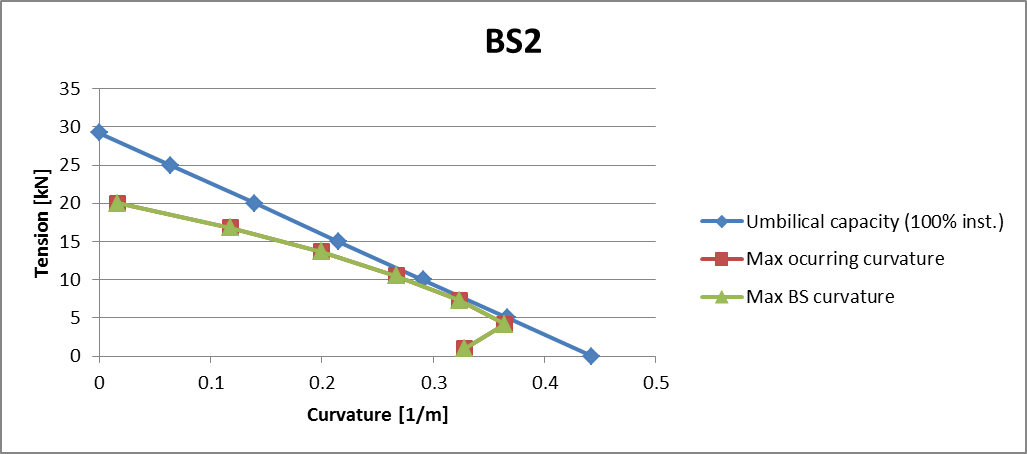 BS2
35
30
25
20
15
10
5
0
Tension [kN]
0 0.1 0.2 0.3 0.4 0.5
Curvature [1/m]
Umbilical capacity (100% inst.)
Max ocurring curvature
Max BS curvature